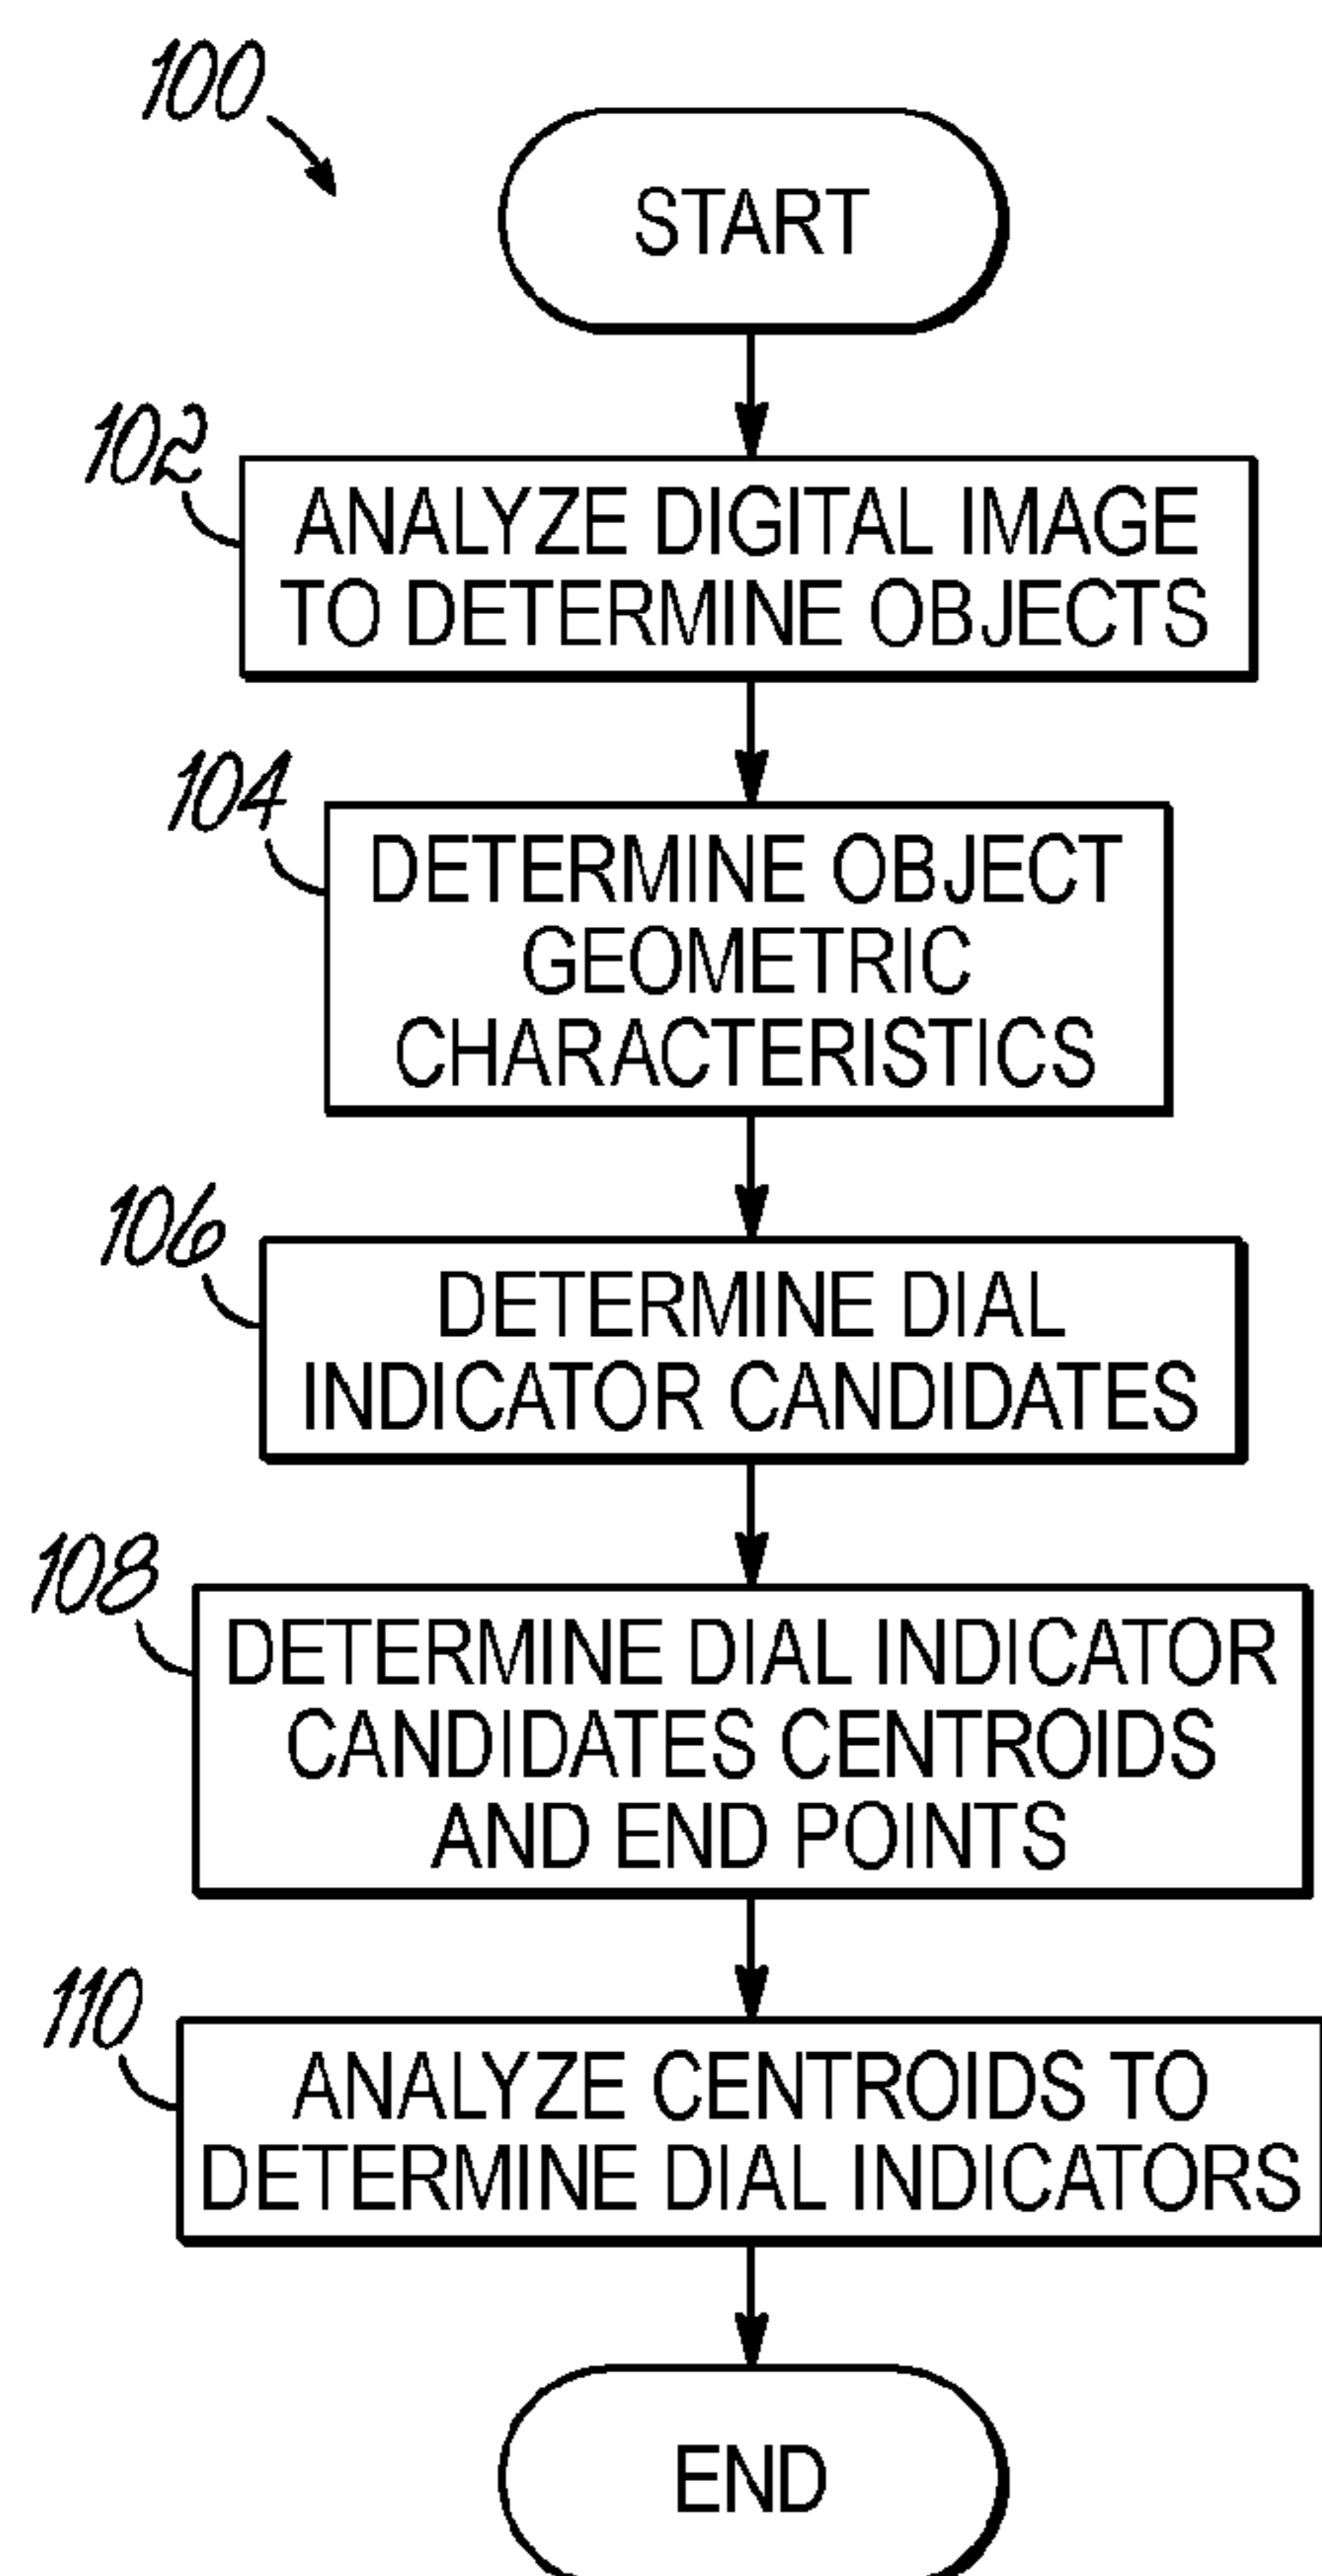 100
START
102
ANALYZE DIGITAL IMAGE
TO DETERMINE OBJECTS
104
DETERMINE OBJECT
GEOMETRIC
CHARACTERISTICS
106
DETERMINE DIAL
INDICATOR CANDIDATES
108
DETERMINE DIAL INDICATOR
CANDIDATES CENTROIDS
AND END POINTS
110
ANALYZE CENTROIDS TO
DETERMINE DIAL INDICATORS
END